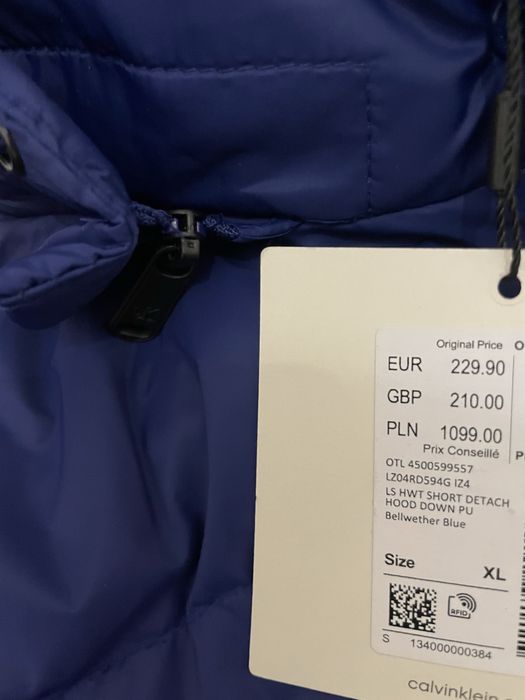 CK
Original Price
EUR 229.90
GBP 210.00
PLN 1099.00
Prix Conseillé
OTL 4500599557
LZ04RD594G IZ4
LS HWT SHORT DETACH
HOOD DOWN PU
Bellwether Blue
Size XL
RFID
S 134000000384
calvinklein